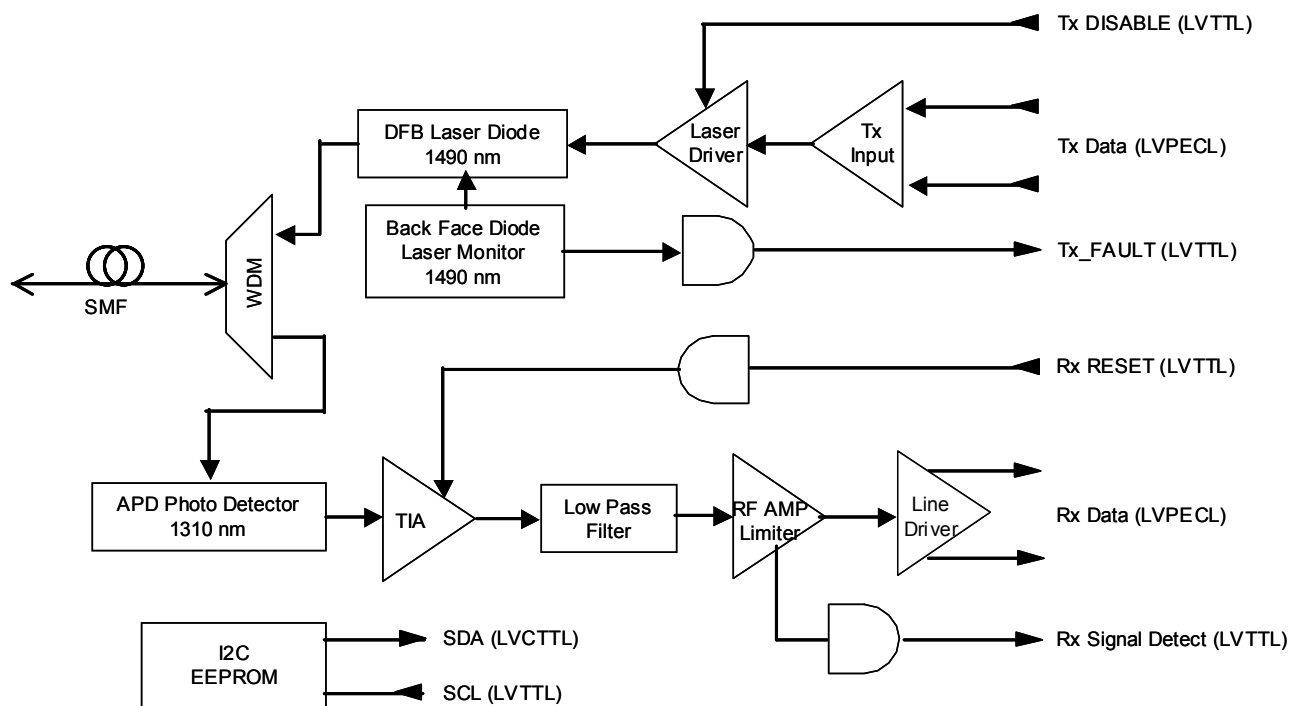 Tx DISABLE (LVTTL)
DFB Laser Diode
1490 nm
Laser
Driver
Tx
Input
Tx Data (LVPECL)
Back Face Diode
Laser Monitor
1490 nm
Tx_FAULT (LVTTL)
WDM
SMF
Rx RESET (LVTTL)
APD Photo Detector
1310 nm
TIA
Low Pass
Filter
RF AMP
Limiter
Line
Driver
Rx Data (LVPECL)
I2C
EEPROM
SDA (LVCTTL)
SCL (LVTTL)
Rx Signal Detect (LVTTL)